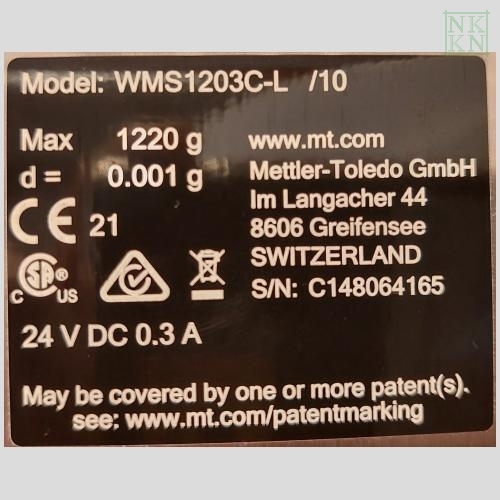 NK
KN
Model: WMS1203C-L /10
Max 1220 g
d = 0.001 g
www.mt.com
Mettler-Toledo GmbH
Im Langacher 44
8606 Greifensee
SWITZERLAND
S/N: C148064165
CE 21
C SA ® US
24 V DC 0.3 A
May be covered by one or more patent(s).
see: www.mt.com/patentmarking